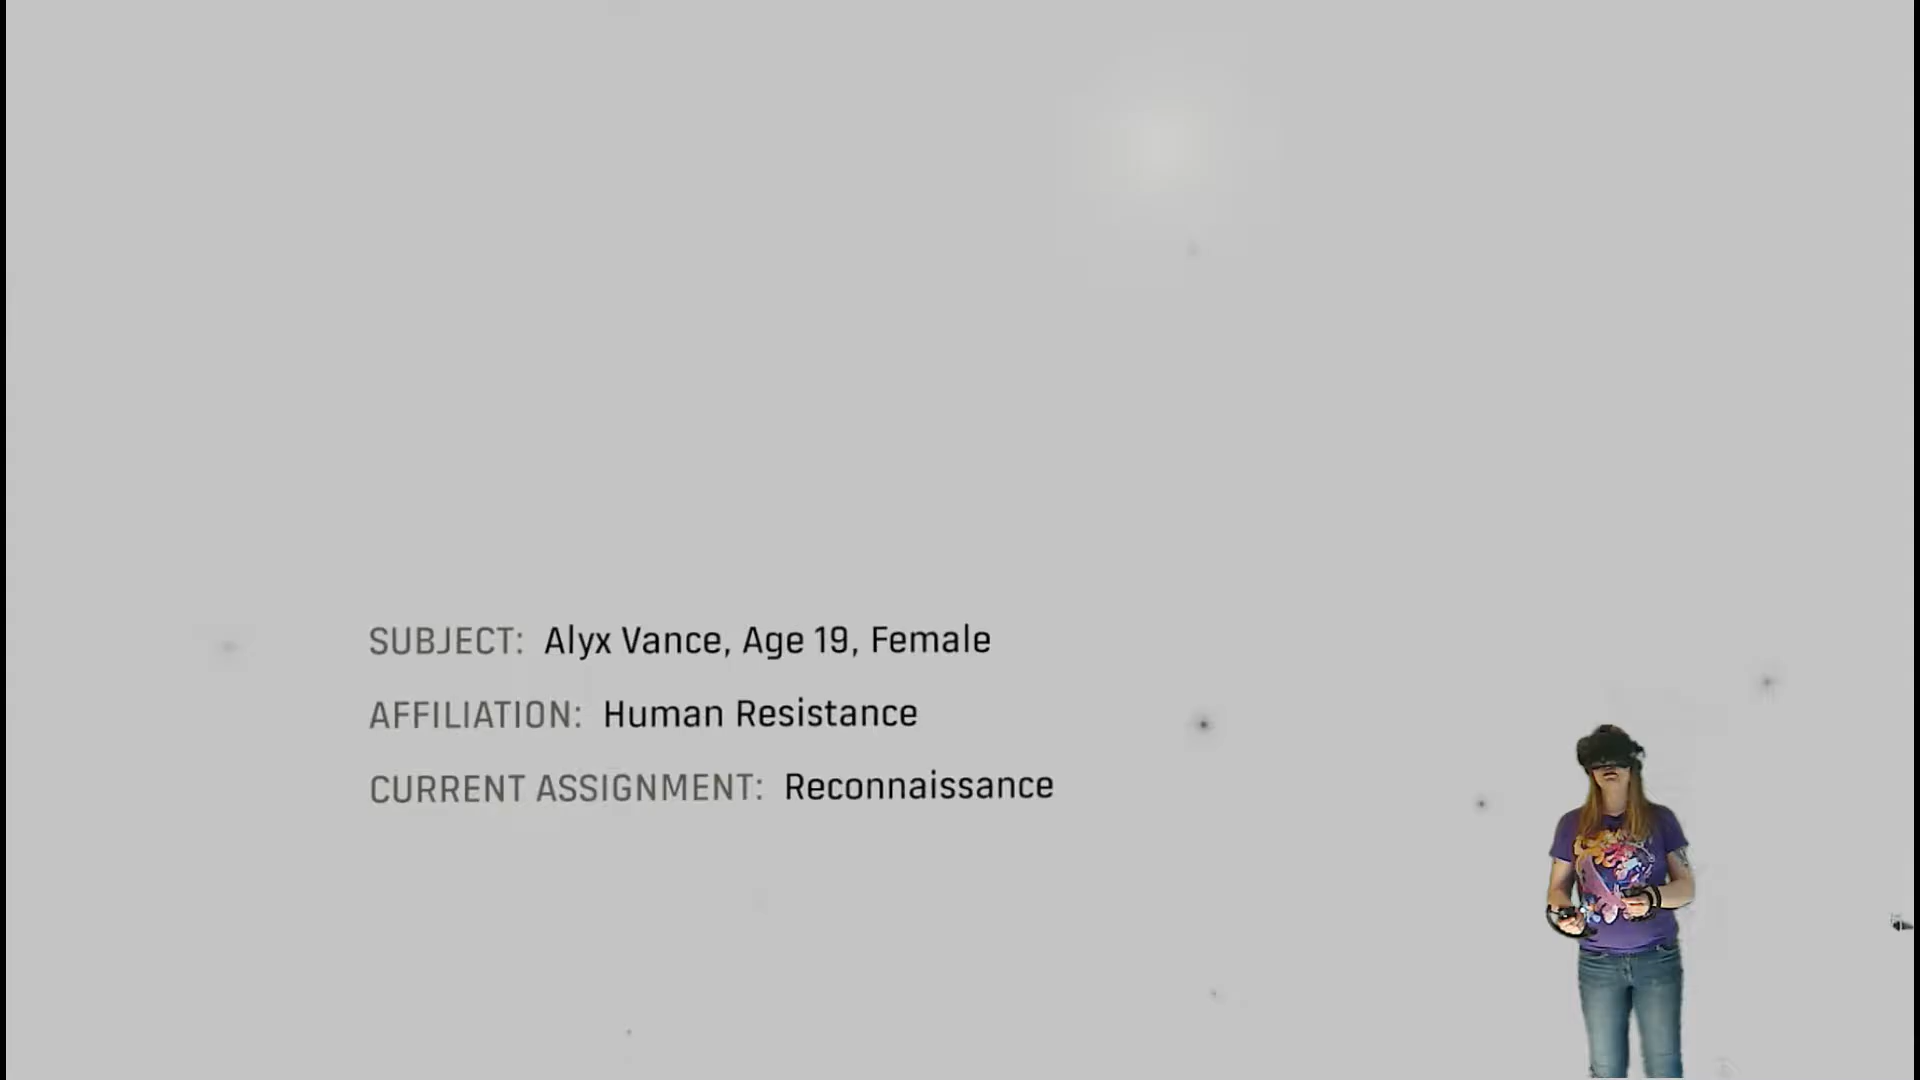 SUBJECT: Alyx Vance, Age 19, Female
AFFILIATION: Human Resistance
CURRENT ASSIGNMENT: Reconnaissance